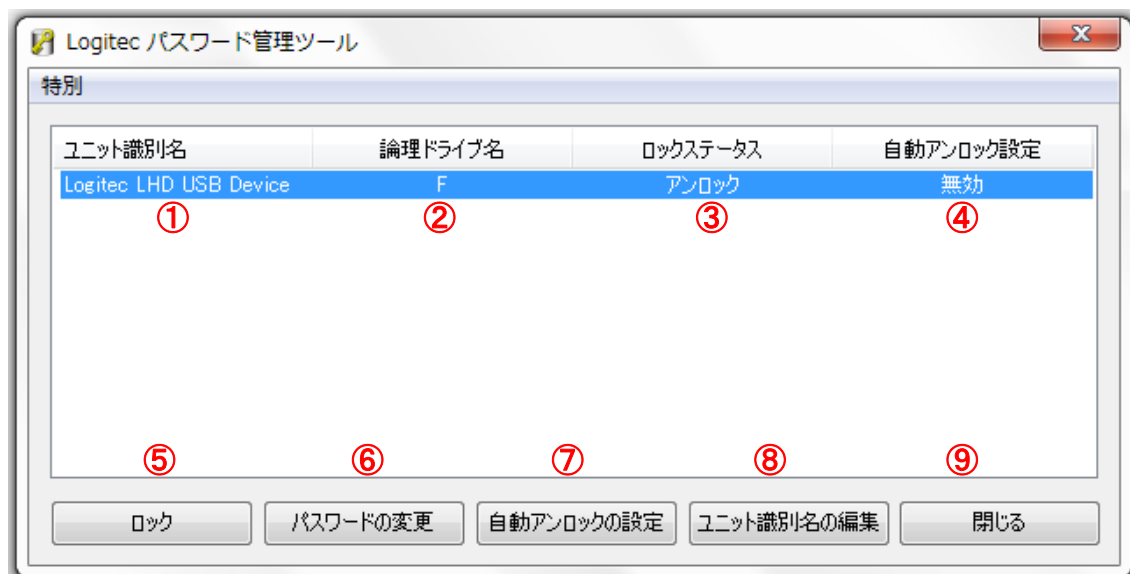 Logitec パスワード管理ツール
特別
ユニット識別名 論理ドライブ名 ロックステータス 自動アンロック設定
Logitec LHD USB Device F アンロック 無効
① ② ③ ④
⑤ ⑥ ⑦ ⑧ ⑨
ロック パスワードの変更 自動アンロックの設定 ユニット識別名の編集 閉じる